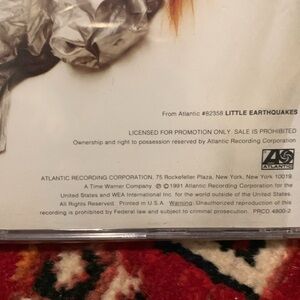 From Atlantic #82358 LITTLE EARTHQUAKES
LICENSED FOR PROMOTION ONLY. SALE IS PROHIBITED
Ownership and right to possession reserved by Atlantic Recording Corporation
ATLANTIC
ATLANTIC RECORDING CORPORATION, 75 Rockefeller Plaza, New York, New York 10019.
A Time Warner Company. ℗ © 1991 Atlantic Recording Corporation for the
United States and WEA International Inc. for the world outside of the United States.
All Rights Reserved. Printed in U.S.A. Warning: Unauthorized reproduction of this
recording is prohibited by Federal law and subject to criminal prosecution. PRCD 4800-2